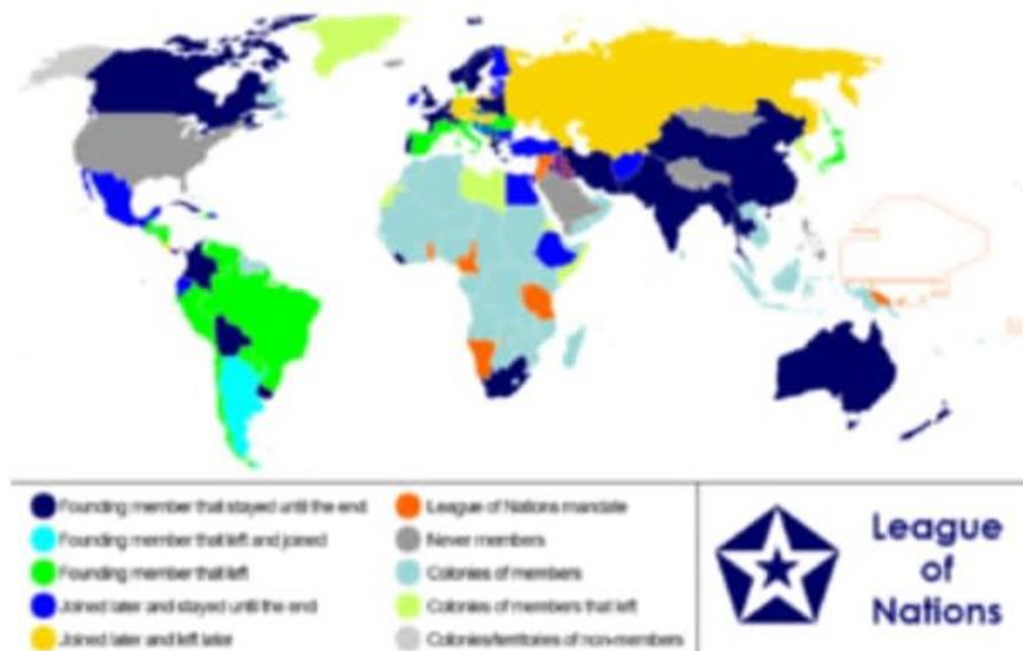 Founding member that stayed until the end
Founding member that left and joined
Founding member that left
Joined later and stayed until the end
Joined later and left later
League of Nations mandate
Never members
Colonies of members
Colonies of members that left
Colonies/territories of non-members
League
of
Nations